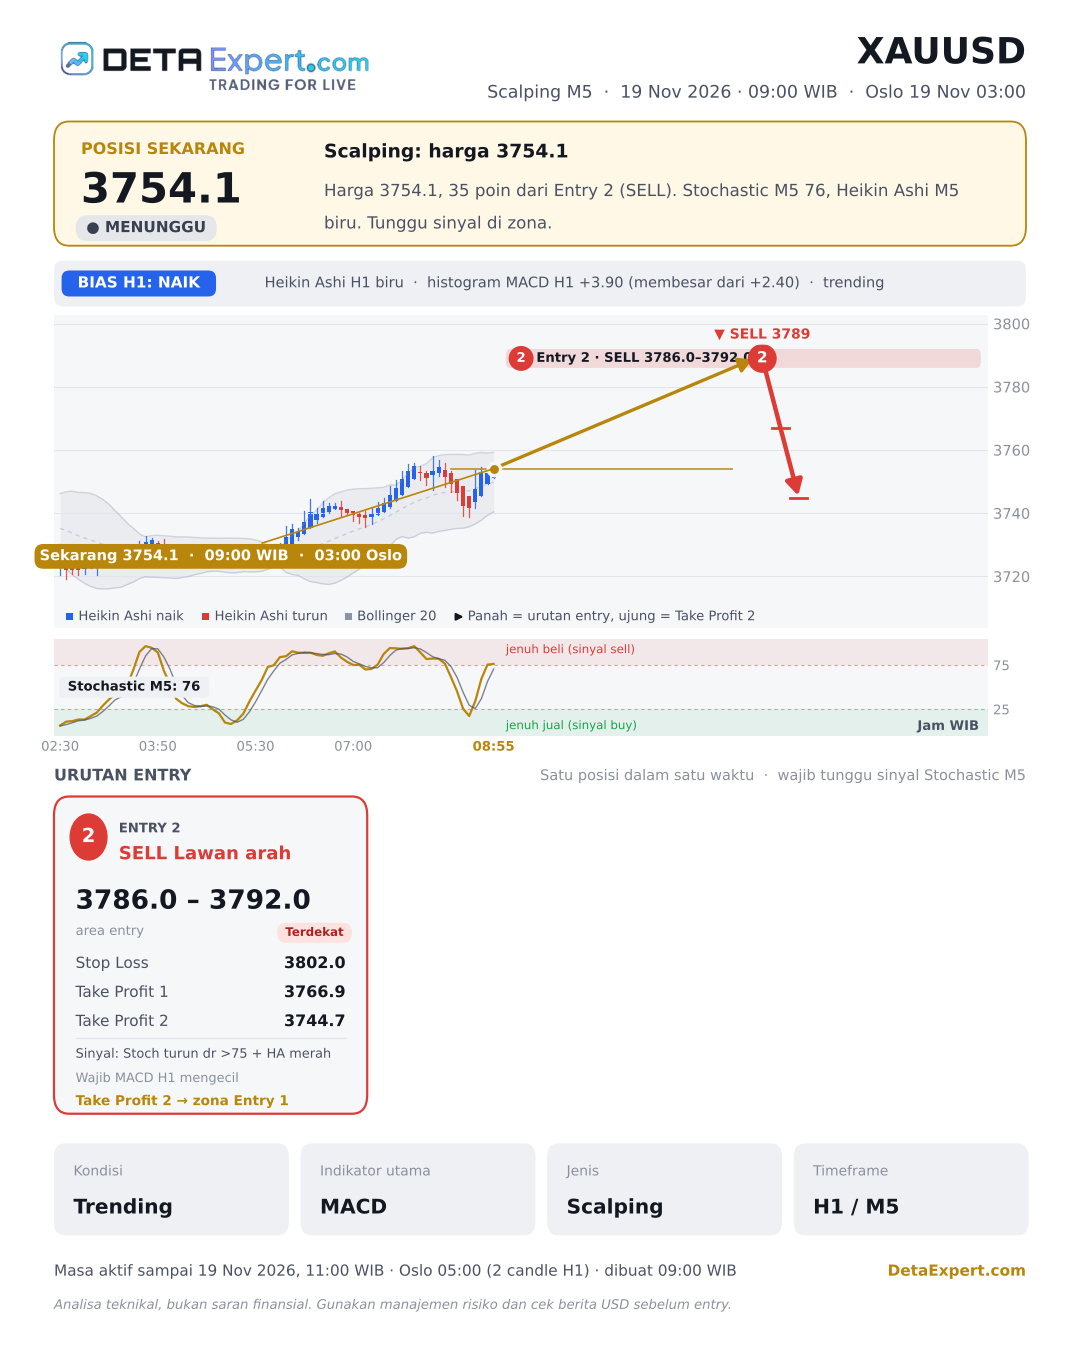 DETA Expert.com
TRADING FOR LIVE
XAUUSD
Scalping M5 · 19 Nov 2026 · 09:00 WIB · Oslo 19 Nov 03:00
POSISI SEKARANG
3754.1
● MENUNGGU
Scalping: harga 3754.1
Harga 3754.1, 35 poin dari Entry 2 (SELL). Stochastic M5 76, Heikin Ashi M5
biru. Tunggu sinyal di zona.
BIAS H1: NAIK
Heikin Ashi H1 biru · histogram MACD H1 +3.90 (membesar dari +2.40) · trending
3800
▼ SELL 3789
2 Entry 2 · SELL 3786.0–3792.0
2
3780
3760
3740
3720
Sekarang 3754.1 · 09:00 WIB · 03:00 Oslo
Heikin Ashi naik
Heikin Ashi turun
Bollinger 20
Panah = urutan entry, ujung = Take Profit 2
jenuh beli (sinyal sell)
75
Stochastic M5: 76
25
jenuh jual (sinyal buy)
Jam WIB
02:30
03:50
05:30
07:00
08:55
URUTAN ENTRY
Satu posisi dalam satu waktu · wajib tunggu sinyal Stochastic M5
2
ENTRY 2
SELL Lawan arah
3786.0 – 3792.0
area entry
Terdekat
Stop Loss 3802.0
Take Profit 1 3766.9
Take Profit 2 3744.7
Sinyal: Stoch turun dr >75 + HA merah
Wajib MACD H1 mengecil
Take Profit 2 → zona Entry 1
Kondisi
Trending
Indikator utama
MACD
Jenis
Scalping
Timeframe
H1 / M5
Masa aktif sampai 19 Nov 2026, 11:00 WIB · Oslo 05:00 (2 candle H1) · dibuat 09:00 WIB
DetaExpert.com
Analisa teknikal, bukan saran finansial. Gunakan manajemen risiko dan cek berita USD sebelum entry.